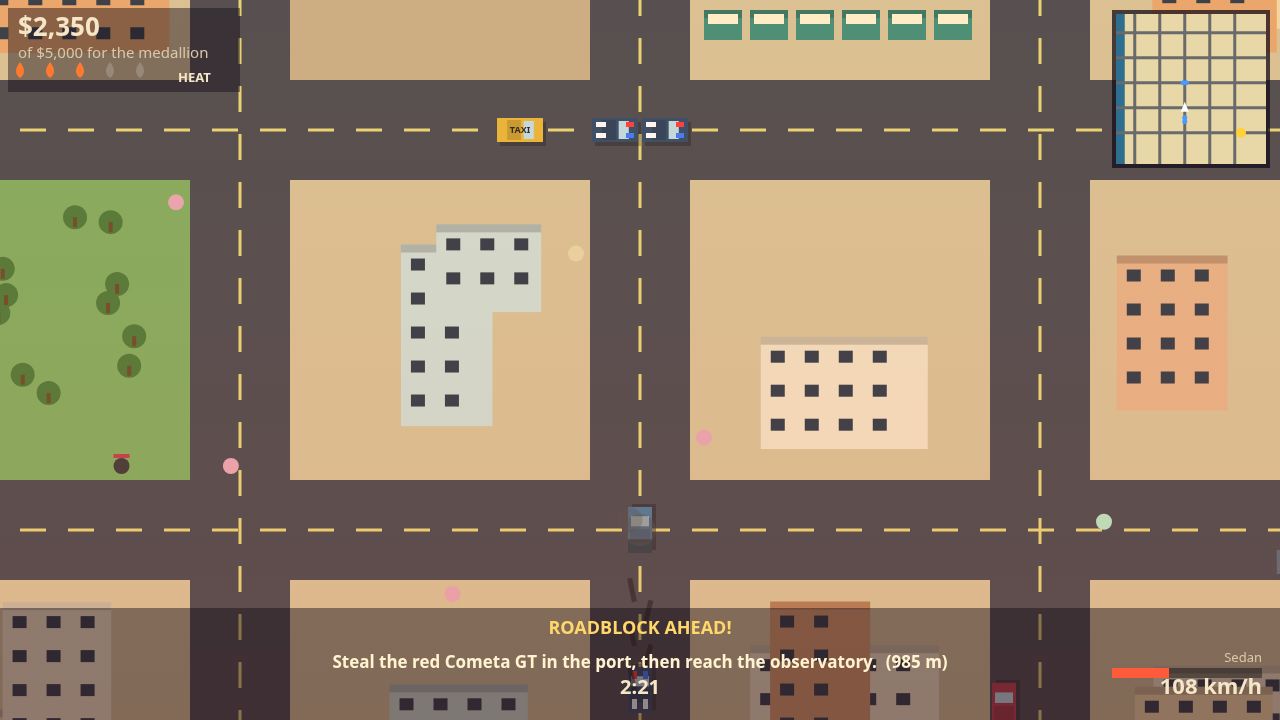 $2,350
of $5,000 for the medallion
HEAT
TAXI
ROADBLOCK AHEAD!
Steal the red Cometa GT in the port, then reach the observatory. (985 m)
2:21
Sedan
108 km/h